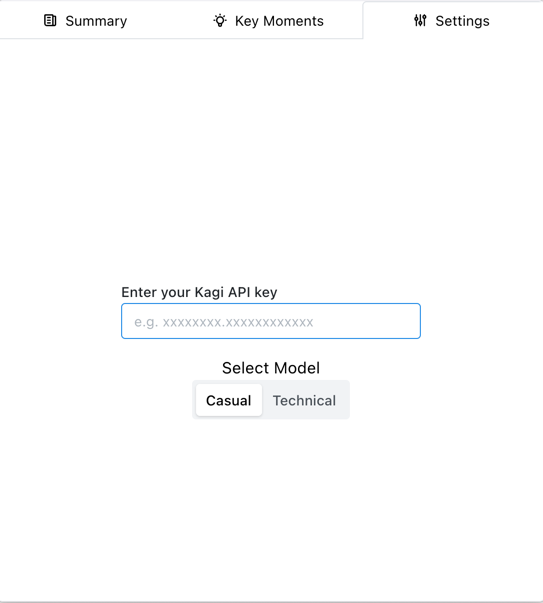 Summary
Key Moments
Settings
Enter your Kagi API key
e.g. xxxxxxxx.xxxxxxxxxxxx
Select Model
Casual
Technical